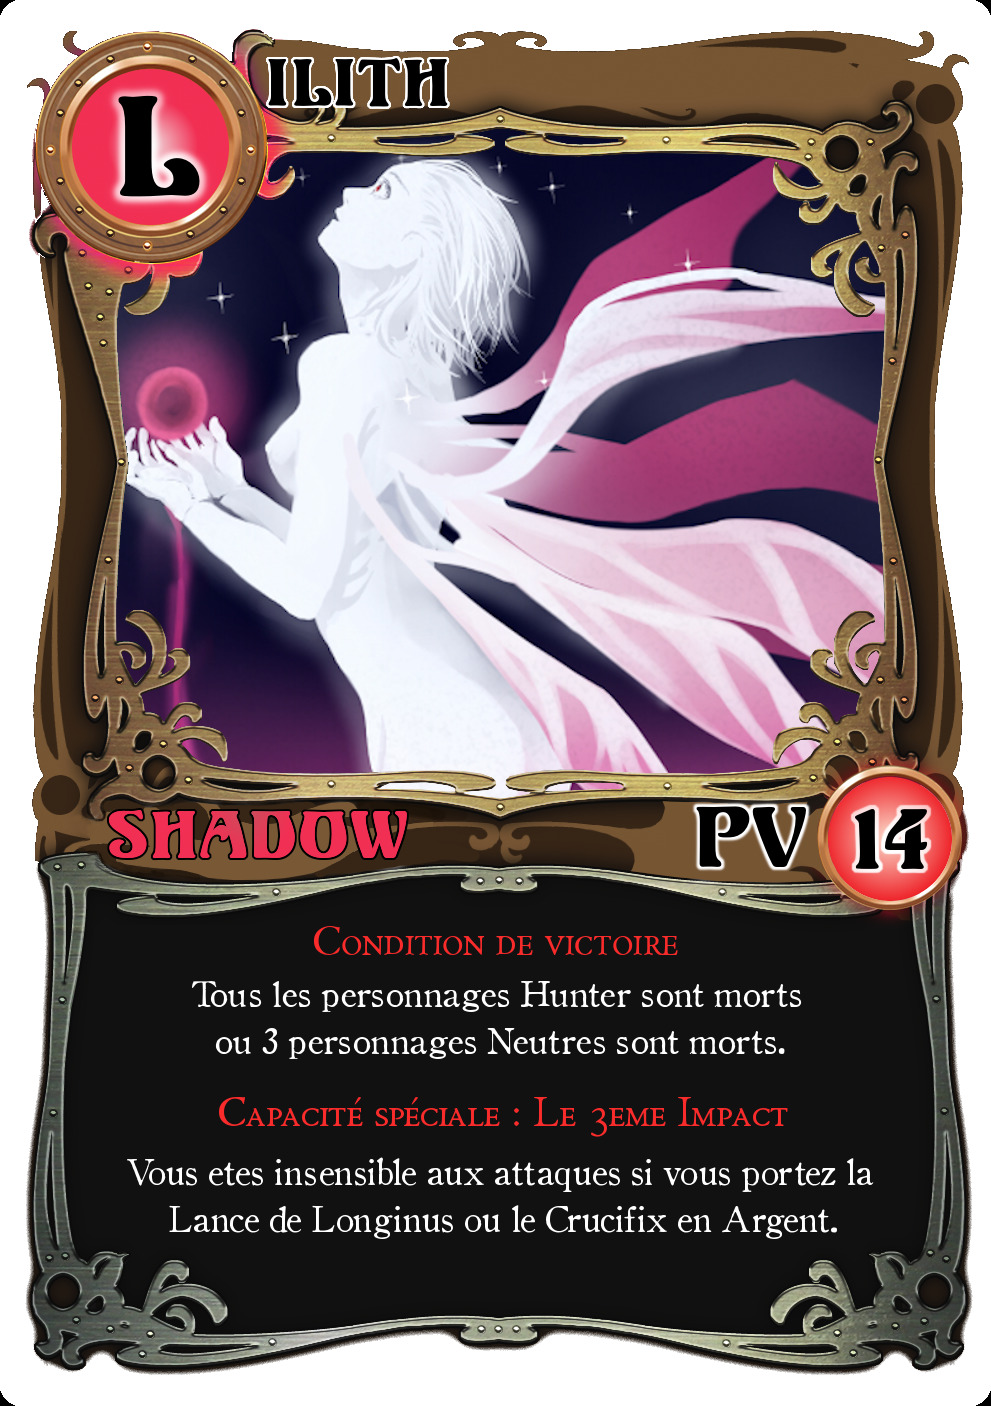 LILITH
SHADOW
PV 14
Condition de victoire
Tous les personnages Hunter sont morts
ou 3 personnages Neutres sont morts.
Capacité spéciale : Le 3eme Impact
Vous etes insensible aux attaques si vous portez la
Lance de Longinus ou le Crucifix en Argent.